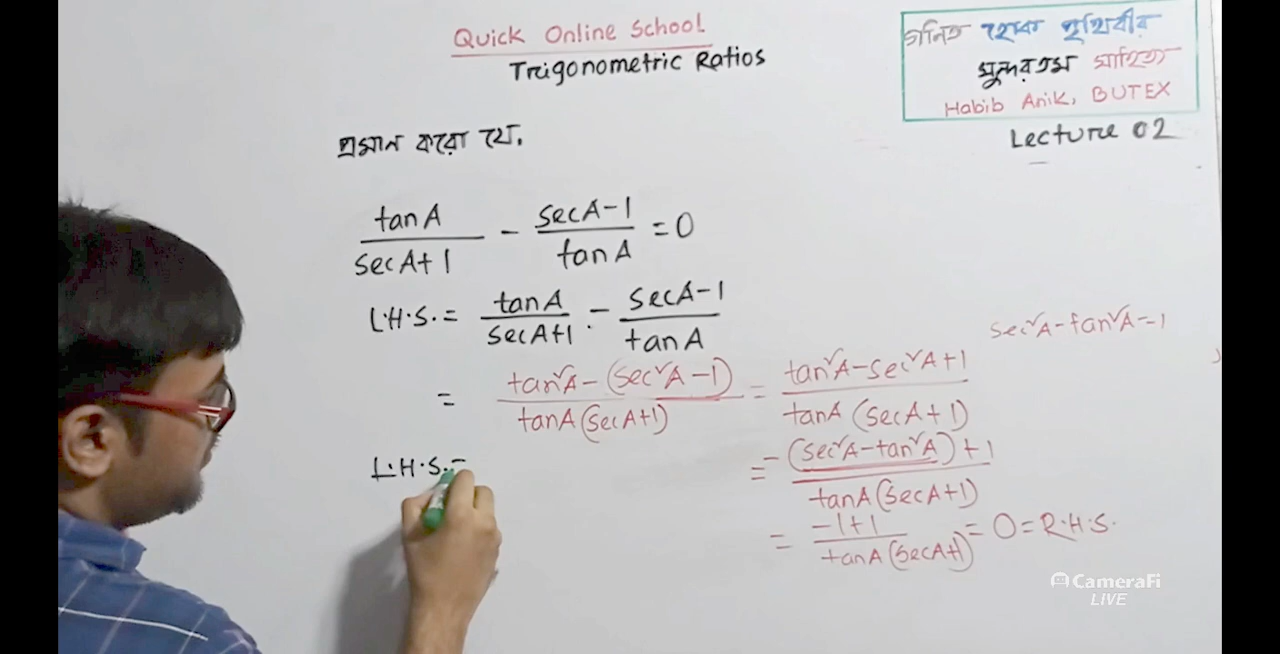 Quick Online School
Trigonometric Ratios
গনিত হোক পৃথিবীর
সুন্দরতম সাহিত্য
Habib Anik, BUTEX
Lecture 02
প্রমান করো যে,
tanA/(secA+1) - (secA-1)/tanA = 0
L.H.S. = tanA/(secA+1) - (secA-1)/tanA
sec²A-tan²A=1
= (tan²A-(sec²A-1))/(tanA(secA+1)) = (tan²A-sec²A+1)/(tanA(secA+1))
= (-(sec²A-tan²A)+1)/(tanA(secA+1))
= (-1+1)/(tanA(secA+1)) = 0 = R.H.S.
L.H.S. =
CameraFi
LIVE